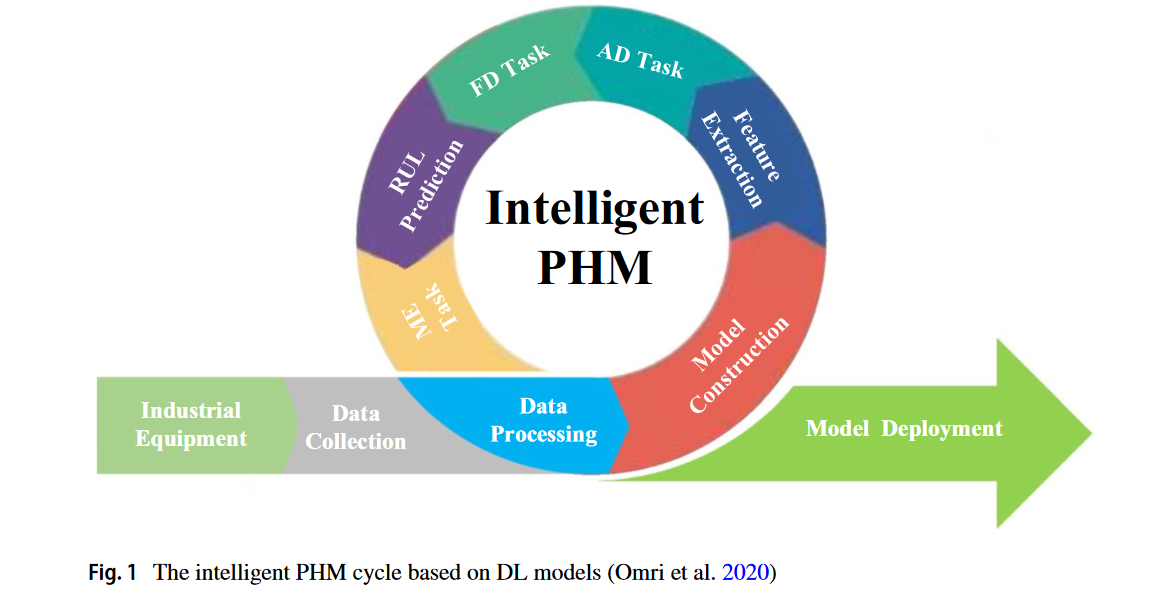 FD Task
AD Task
Feature
Extraction
RUL
Prediction
Intelligent
PHM
ME
Task
Model
Construction
Industrial
Equipment
Data
Collection
Data
Processing
Model Deployment
Fig. 1 The intelligent PHM cycle based on DL models (Omri et al. 2020)